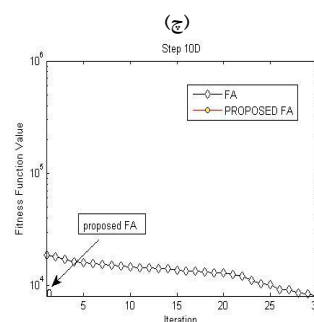 (ج)
Step 10D
10^6
FA
PROPOSED FA
10^5
Fitness Function Value
proposed FA
10^4
5 10 15 20 25 30
Iteration